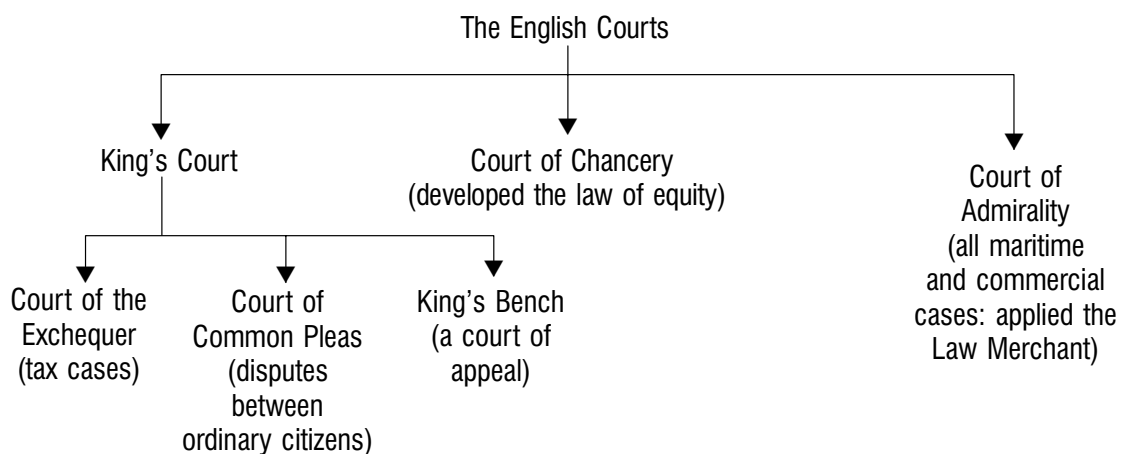 The English Courts
King's Court
Court of Chancery
(developed the law of equity)
Court of
Admirality
(all maritime
and commercial
cases: applied the
Law Merchant)
Court of the
Exchequer
(tax cases)
Court of
Common Pleas
(disputes
between
ordinary citizens)
King's Bench
(a court of
appeal)